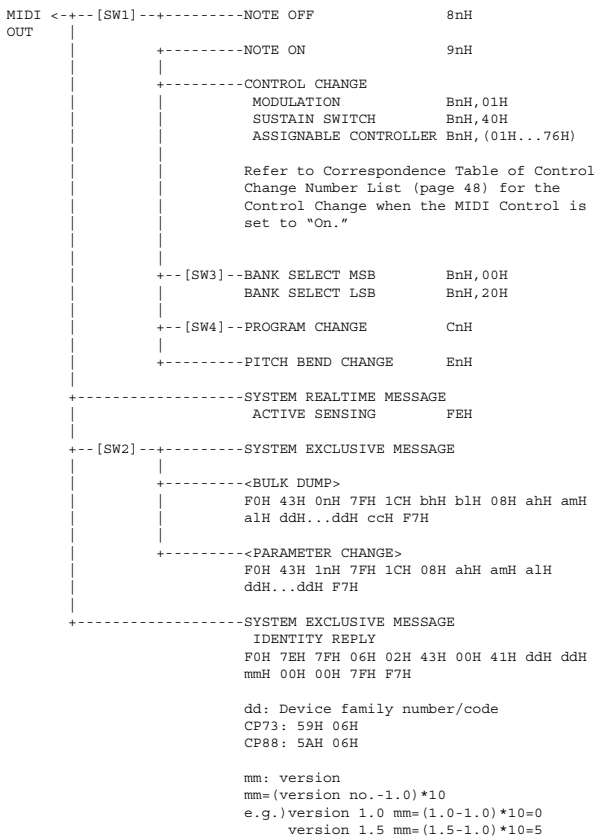 MIDI <-+--[SW1]--+---------NOTE OFF 8nH
OUT |
+---------NOTE ON 9nH
+---------CONTROL CHANGE
MODULATION BnH,01H
SUSTAIN SWITCH BnH,40H
ASSIGNABLE CONTROLLER BnH,(01H...76H)
Refer to Correspondence Table of Control
Change Number List (page 48) for the
Control Change when the MIDI Control is
set to “On.”
+--[SW3]--BANK SELECT MSB BnH,00H
BANK SELECT LSB BnH,20H
+--[SW4]--PROGRAM CHANGE CnH
+---------PITCH BEND CHANGE EnH
+-------------------SYSTEM REALTIME MESSAGE
ACTIVE SENSING FEH
+--[SW2]--+---------SYSTEM EXCLUSIVE MESSAGE
+---------<BULK DUMP>
F0H 43H 0nH 7FH 1CH bhH blH 08H ahH amH
alH ddH...ddH ccH F7H
+---------<PARAMETER CHANGE>
F0H 43H 1nH 7FH 1CH 08H ahH amH alH
ddH...ddH F7H
+-------------------SYSTEM EXCLUSIVE MESSAGE
IDENTITY REPLY
F0H 7EH 7FH 06H 02H 43H 00H 41H ddH ddH
mmH 00H 00H 7FH F7H
dd: Device family number/code
CP73: 59H 06H
CP88: 5AH 06H
mm: version
mm=(version no.-1.0)*10
e.g.)version 1.0 mm=(1.0-1.0)*10=0
version 1.5 mm=(1.5-1.0)*10=5